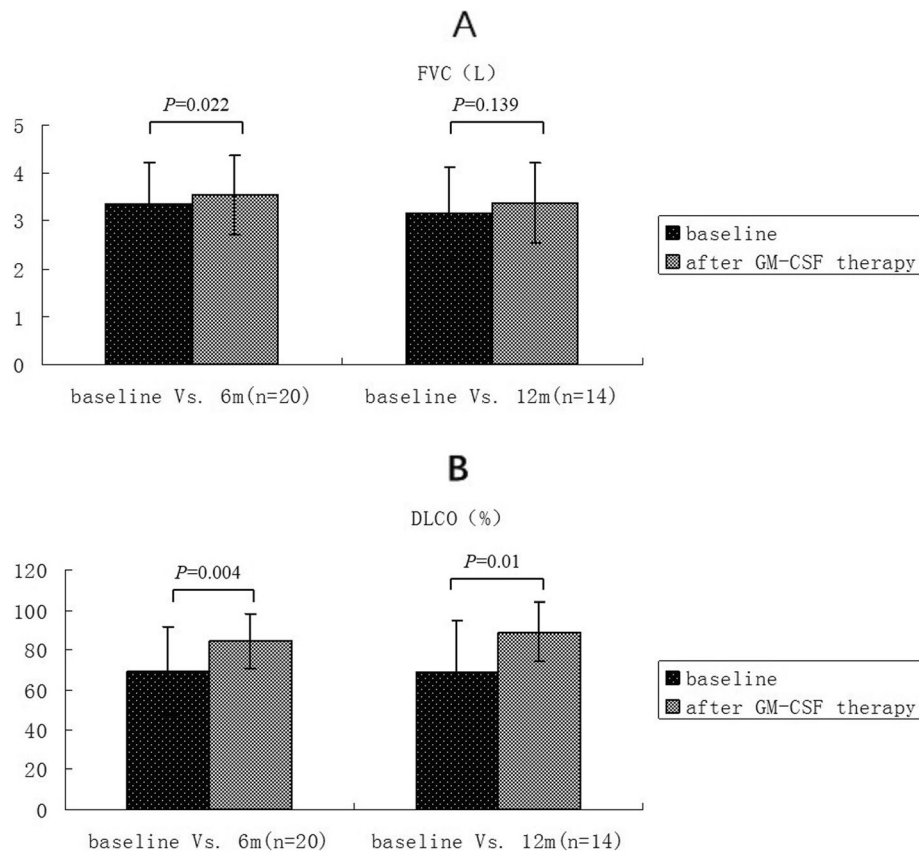 A
FVC（L）
P=0.022
P=0.139
5
4
3
2
1
0
baseline Vs. 6m(n=20)
baseline Vs. 12m(n=14)
baseline
after GM-CSF therapy
B
DLCO（%）
P=0.004
P=0.01
120
100
80
60
40
20
0
baseline Vs. 6m(n=20)
baseline Vs. 12m(n=14)
baseline
after GM-CSF therapy